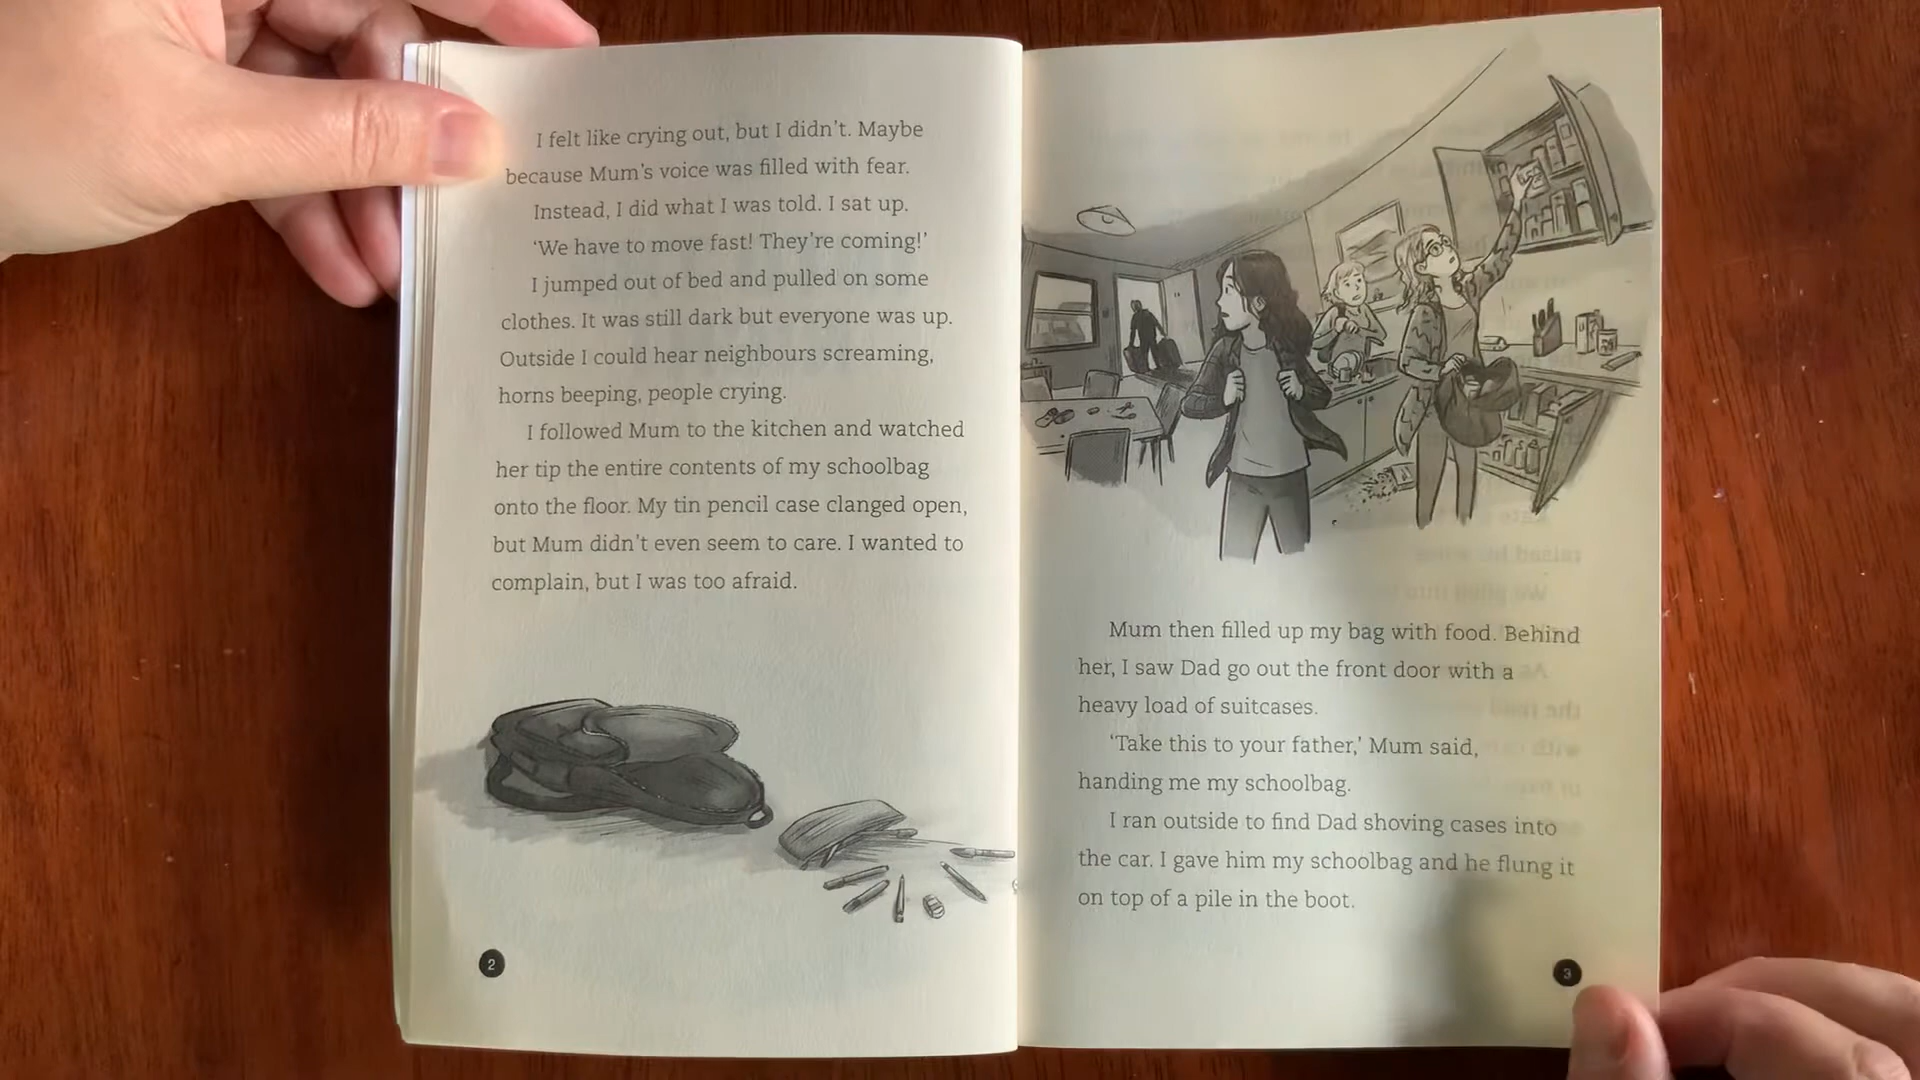 I felt like crying out, but I didn't. Maybe
because Mum's voice was filled with fear.
Instead, I did what I was told. I sat up.
‘We have to move fast! They're coming!’
I jumped out of bed and pulled on some
clothes. It was still dark but everyone was up.
Outside I could hear neighbours screaming,
horns beeping, people crying.
I followed Mum to the kitchen and watched
her tip the entire contents of my schoolbag
onto the floor. My tin pencil case clanged open,
but Mum didn't even seem to care. I wanted to
complain, but I was too afraid.
2
Mum then filled up my bag with food. Behind
her, I saw Dad go out the front door with a
heavy load of suitcases.
‘Take this to your father,’ Mum said,
handing me my schoolbag.
I ran outside to find Dad shoving cases into
the car. I gave him my schoolbag and he flung it
on top of a pile in the boot.
3